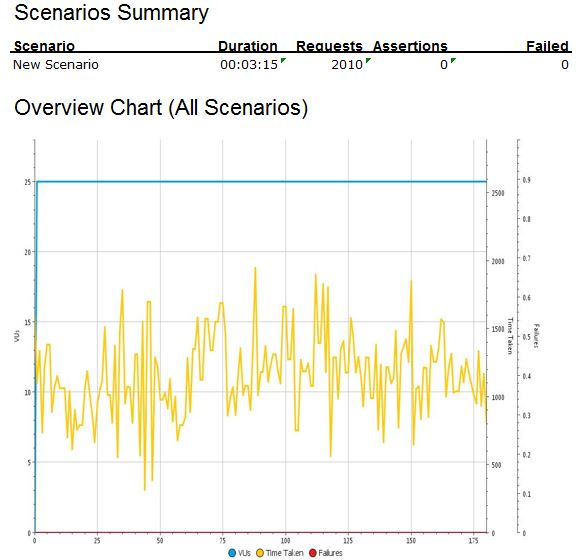 Scenarios Summary
Scenario Duration Requests Assertions Failed
New Scenario 00:03:15 2010 0 0
Overview Chart (All Scenarios)
25
20
15
10
5
0
VUs
0 25 50 75 100 125 150 175
2500
2000
1500
1000
500
0
Time Taken
0.9
0.8
0.7
0.6
0.5
0.4
0.3
0.2
0.1
0
Failures
VUs Time Taken Failures